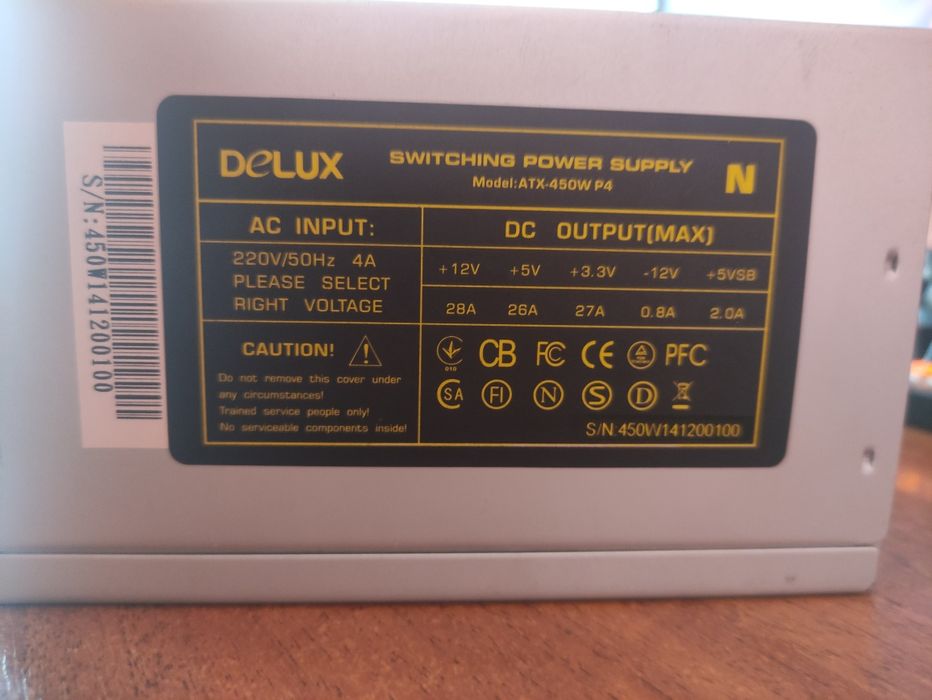 S/N:450W141200100
DeLUX
SWITCHING POWER SUPPLY
Model:ATX-450W P4
N
AC INPUT:
220V/50Hz 4A
PLEASE SELECT
RIGHT VOLTAGE
DC OUTPUT(MAX)
+12V +5V +3.3V -12V +5VSB
28A 26A 27A 0.8A 2.0A
CAUTION!
Do not remove this cover under
any circumstances!
Trained service people only!
No serviceable components inside!
010 CB FC CE PFC
SA FI N S D
S/N 450W141200100